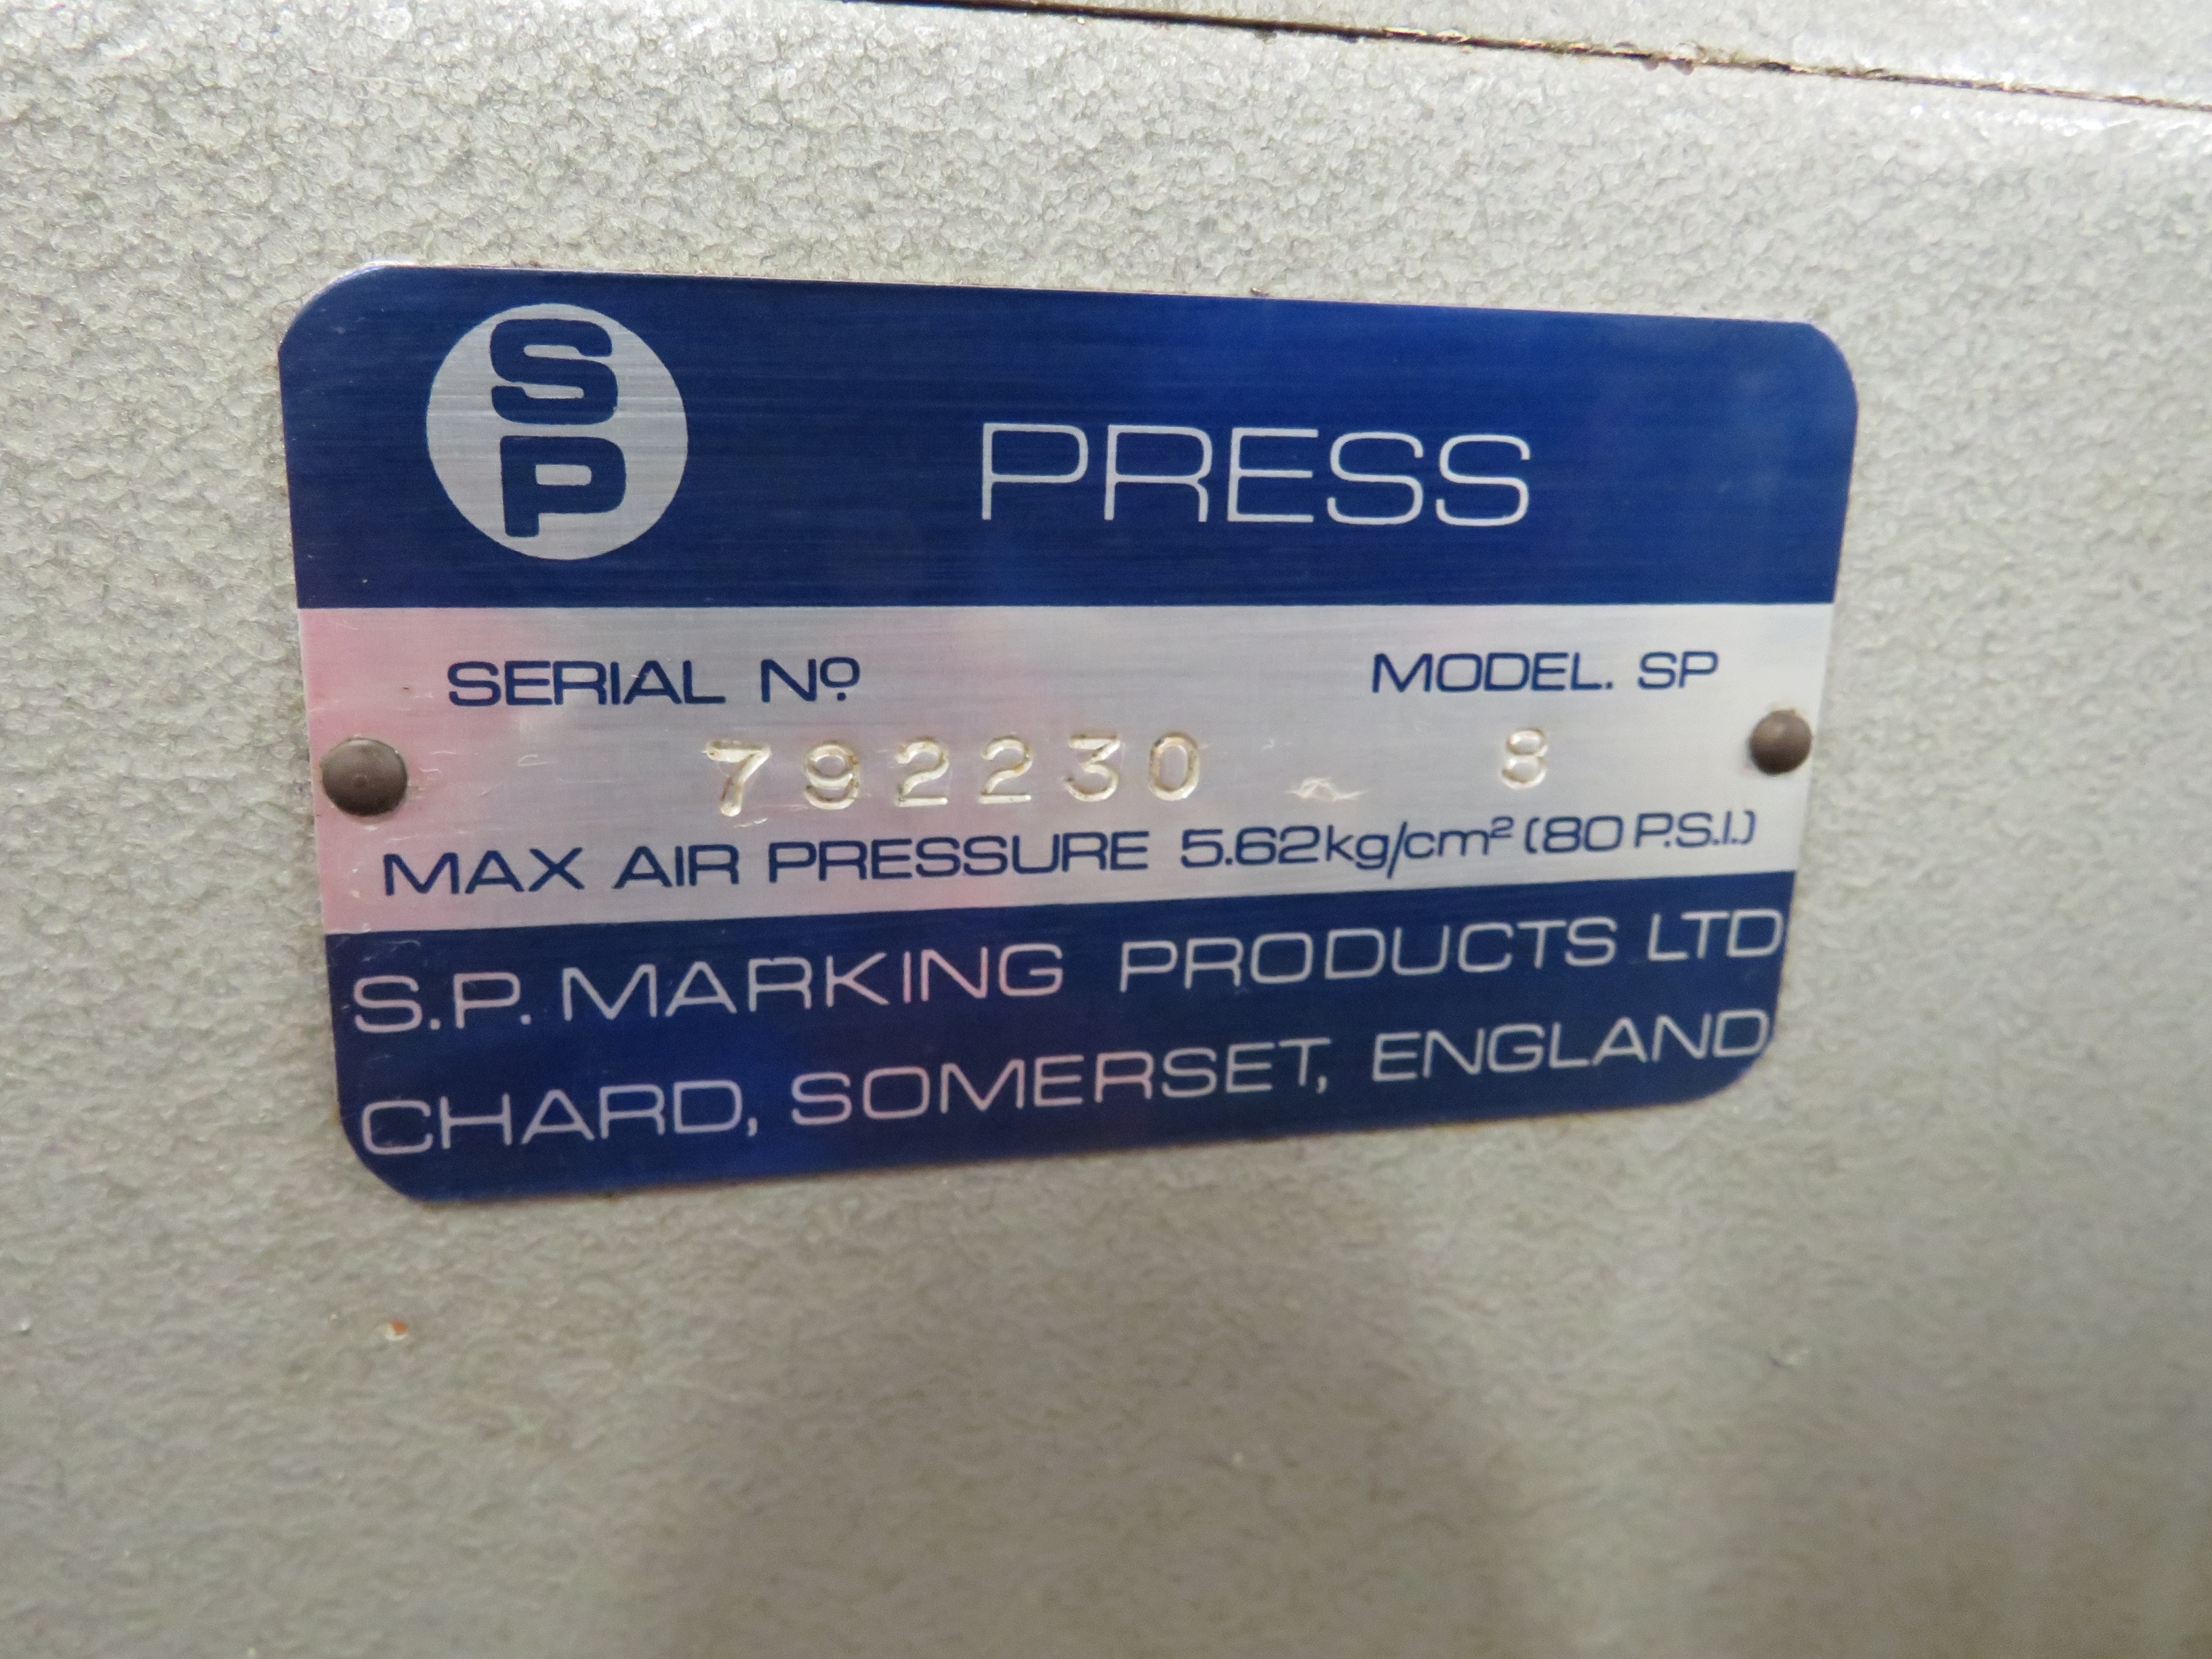 SP
PRESS
SERIAL Nº MODEL. SP
792230 8
MAX AIR PRESSURE 5.62kg/cm² (80 P.S.I.)
S.P. MARKING PRODUCTS LTD
CHARD, SOMERSET, ENGLAND